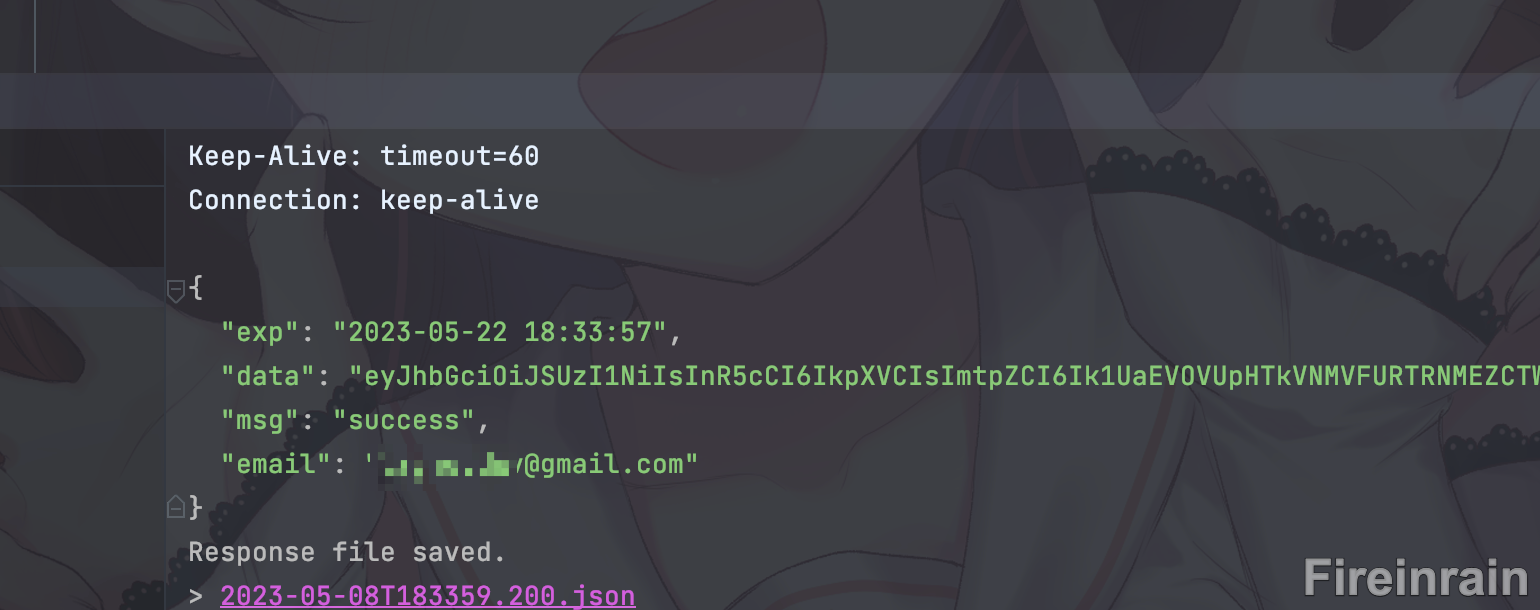 Keep-Alive: timeout=60
Connection: keep-alive
{
"exp": "2023-05-22 18:33:57",
"data": "eyJhbGciOiJSUzI1NiIsInR5cCI6IkpXVCIsImtpZCI6Ik1UaEVOVUpHTkVNMVFURTRNMEZCTW
"msg": "success",
"email": "@gmail.com"
}
Response file saved.
> 2023-05-08T183359.200.json
Fireinrain